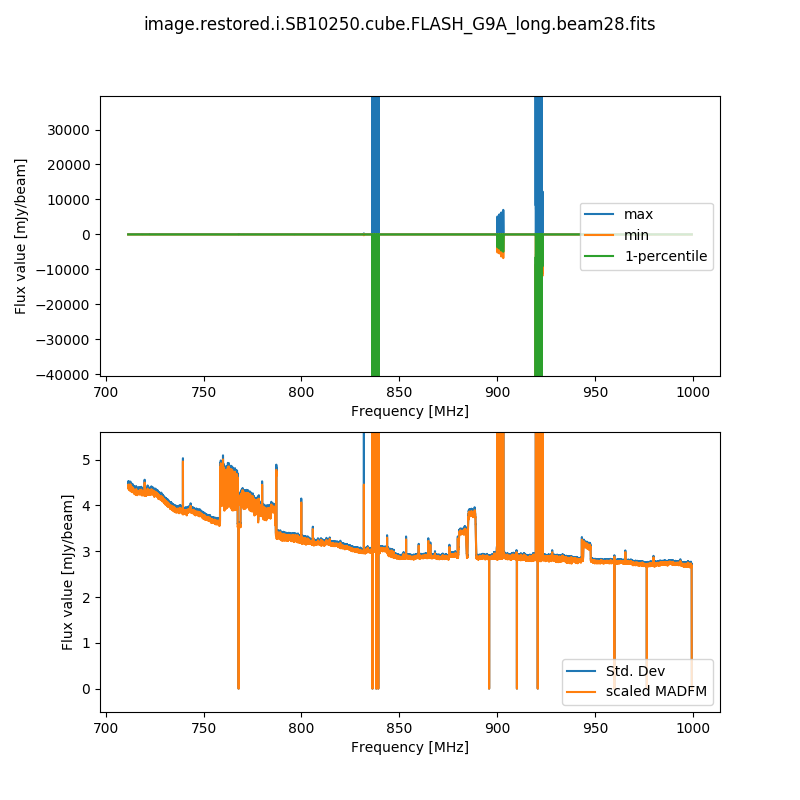 image.restored.i.SB10250.cube.FLASH_G9A_long.beam28.fits
30000
20000
10000
0
−10000
−20000
−30000
−40000
Flux value [mJy/beam]
max
min
1-percentile
700 750 800 850 900 950 1000
Frequency [MHz]
5
4
3
2
1
0
Flux value [mJy/beam]
Std. Dev
scaled MADFM
700 750 800 850 900 950 1000
Frequency [MHz]